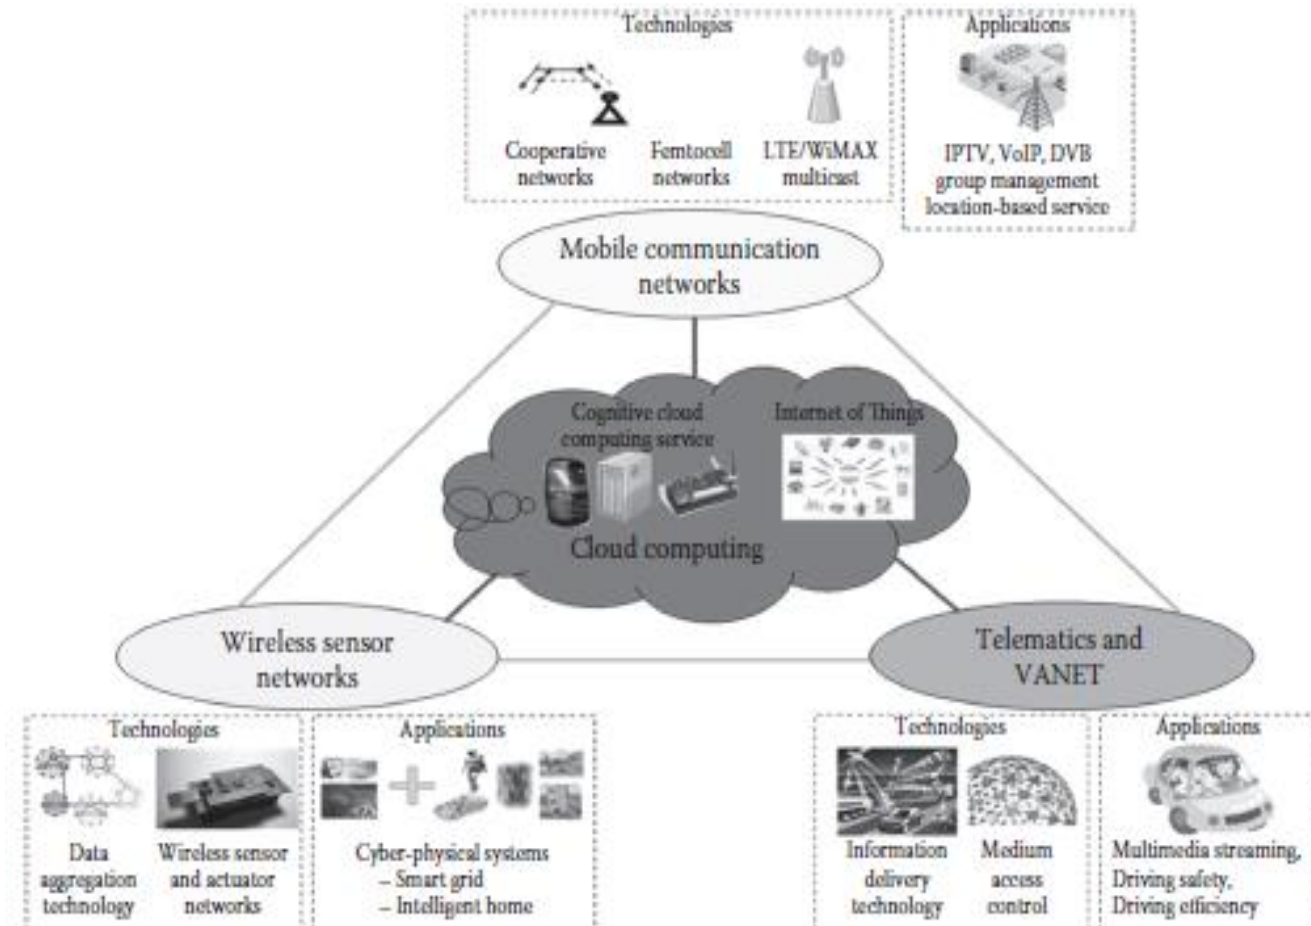 Technologies
Cooperative
networks
Femtocell
networks
LTE/WiMAX
multicast
Applications
IPTV, VoIP, DVB
group management
location-based service
Mobile communication
networks
Cognitive cloud
computing service
Internet of Things
Cloud computing
Wireless sensor
networks
Telematics and
VANET
Technologies
Data
aggregation
technology
Wireless sensor
and actuator
networks
Applications
Cyber-physical systems
– Smart grid
– Intelligent home
Technologies
Information
delivery
technology
Medium
access
control
Applications
Multimedia streaming,
Driving safety,
Driving efficiency